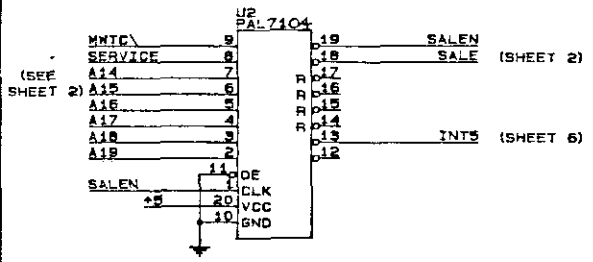 U2
PAL7104
MWTC\ 9 19 SALEN
SERVICE 8 18 SALE (SHEET 2)
(SEE SHEET 2) A14 7 R 17
A15 6 R 16
A16 5 R 15
A17 4 R 14
A18 3 13 INT5 (SHEET 6)
A19 2 12
11 OE
SALEN 1 CLK
+5 20 VCC
10 GND